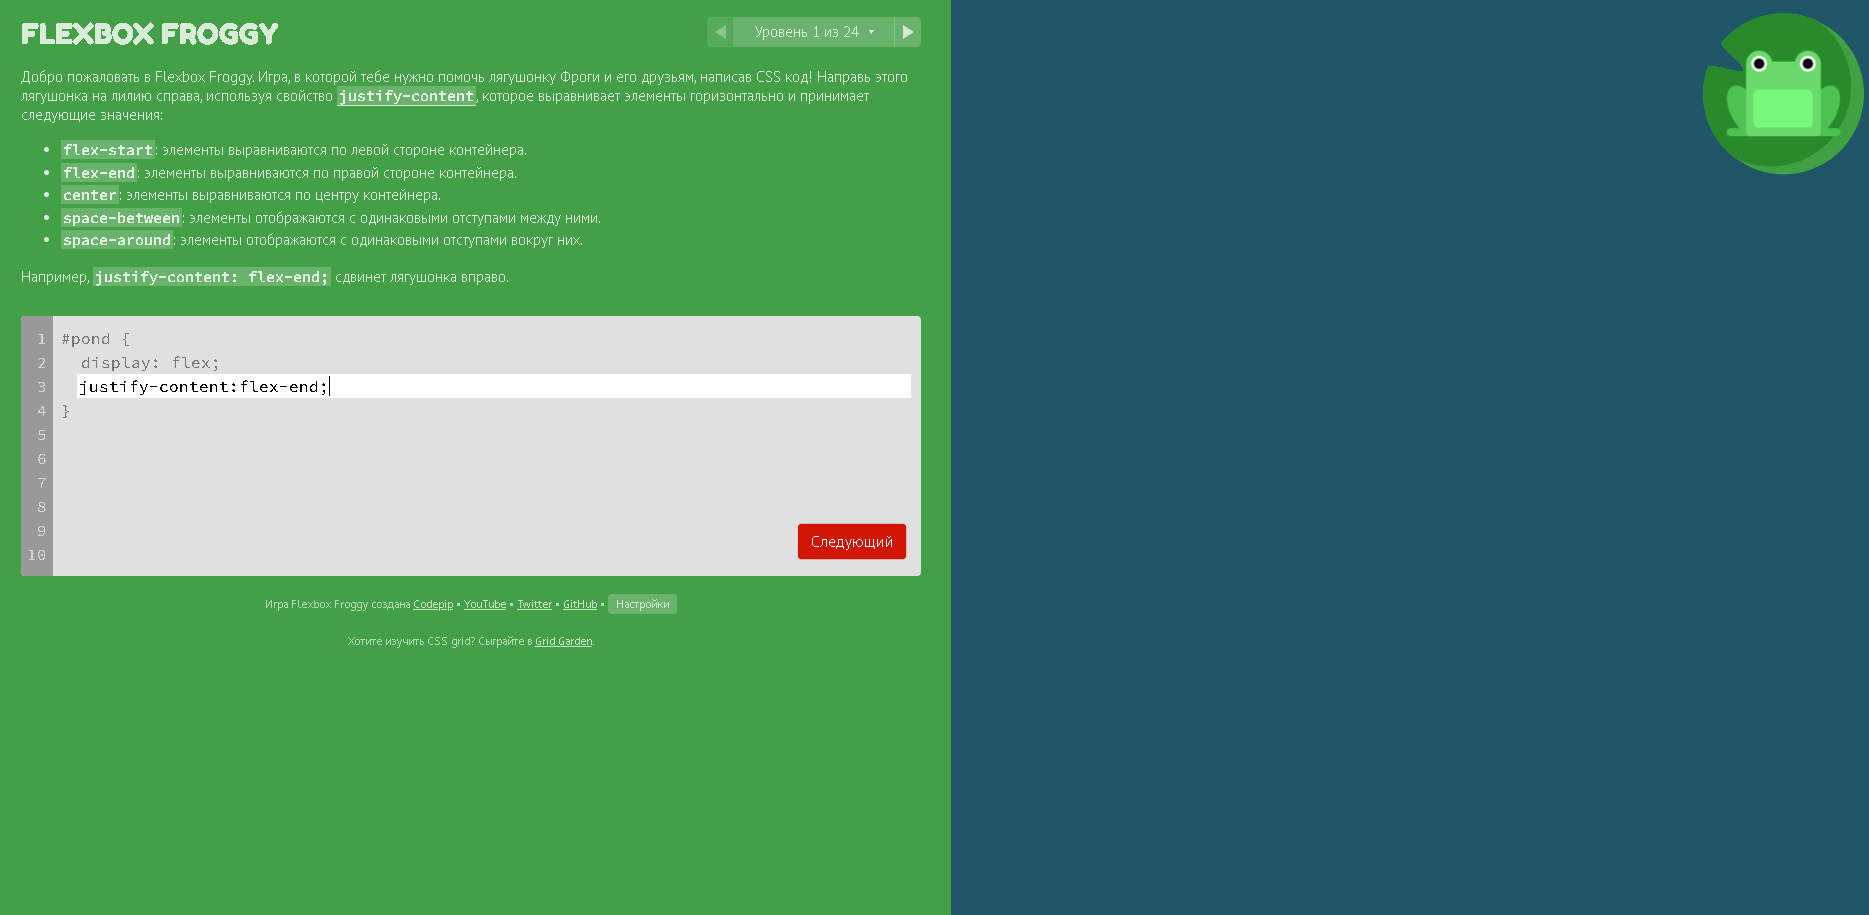 FLEXBOX FROGGY
Уровень 1 из 24
Добро пожаловать в Flexbox Froggy. Игра, в которой тебе нужно помочь лягушонку Фроги и его друзьям, написав CSS код! Направь этого
лягушонка на лилию справа, используя свойство justify-content, которое выравнивает элементы горизонтально и принимает
следующие значения:
flex-start: элементы выравниваются по левой стороне контейнера.
flex-end: элементы выравниваются по правой стороне контейнера.
center: элементы выравниваются по центру контейнера.
space-between: элементы отображаются с одинаковыми отступами между ними.
space-around: элементы отображаются с одинаковыми отступами вокруг них.
Например, justify-content: flex-end; сдвинет лягушонка вправо.
1 #pond {
2 display: flex;
3 justify-content:flex-end;
4 }
5
6
7
8
9
10
Следующий
Игра Flexbox Froggy создана Codepip • YouTube • Twitter • GitHub • Настройки
Хотите изучить CSS grid? Сыграйте в Grid Garden.